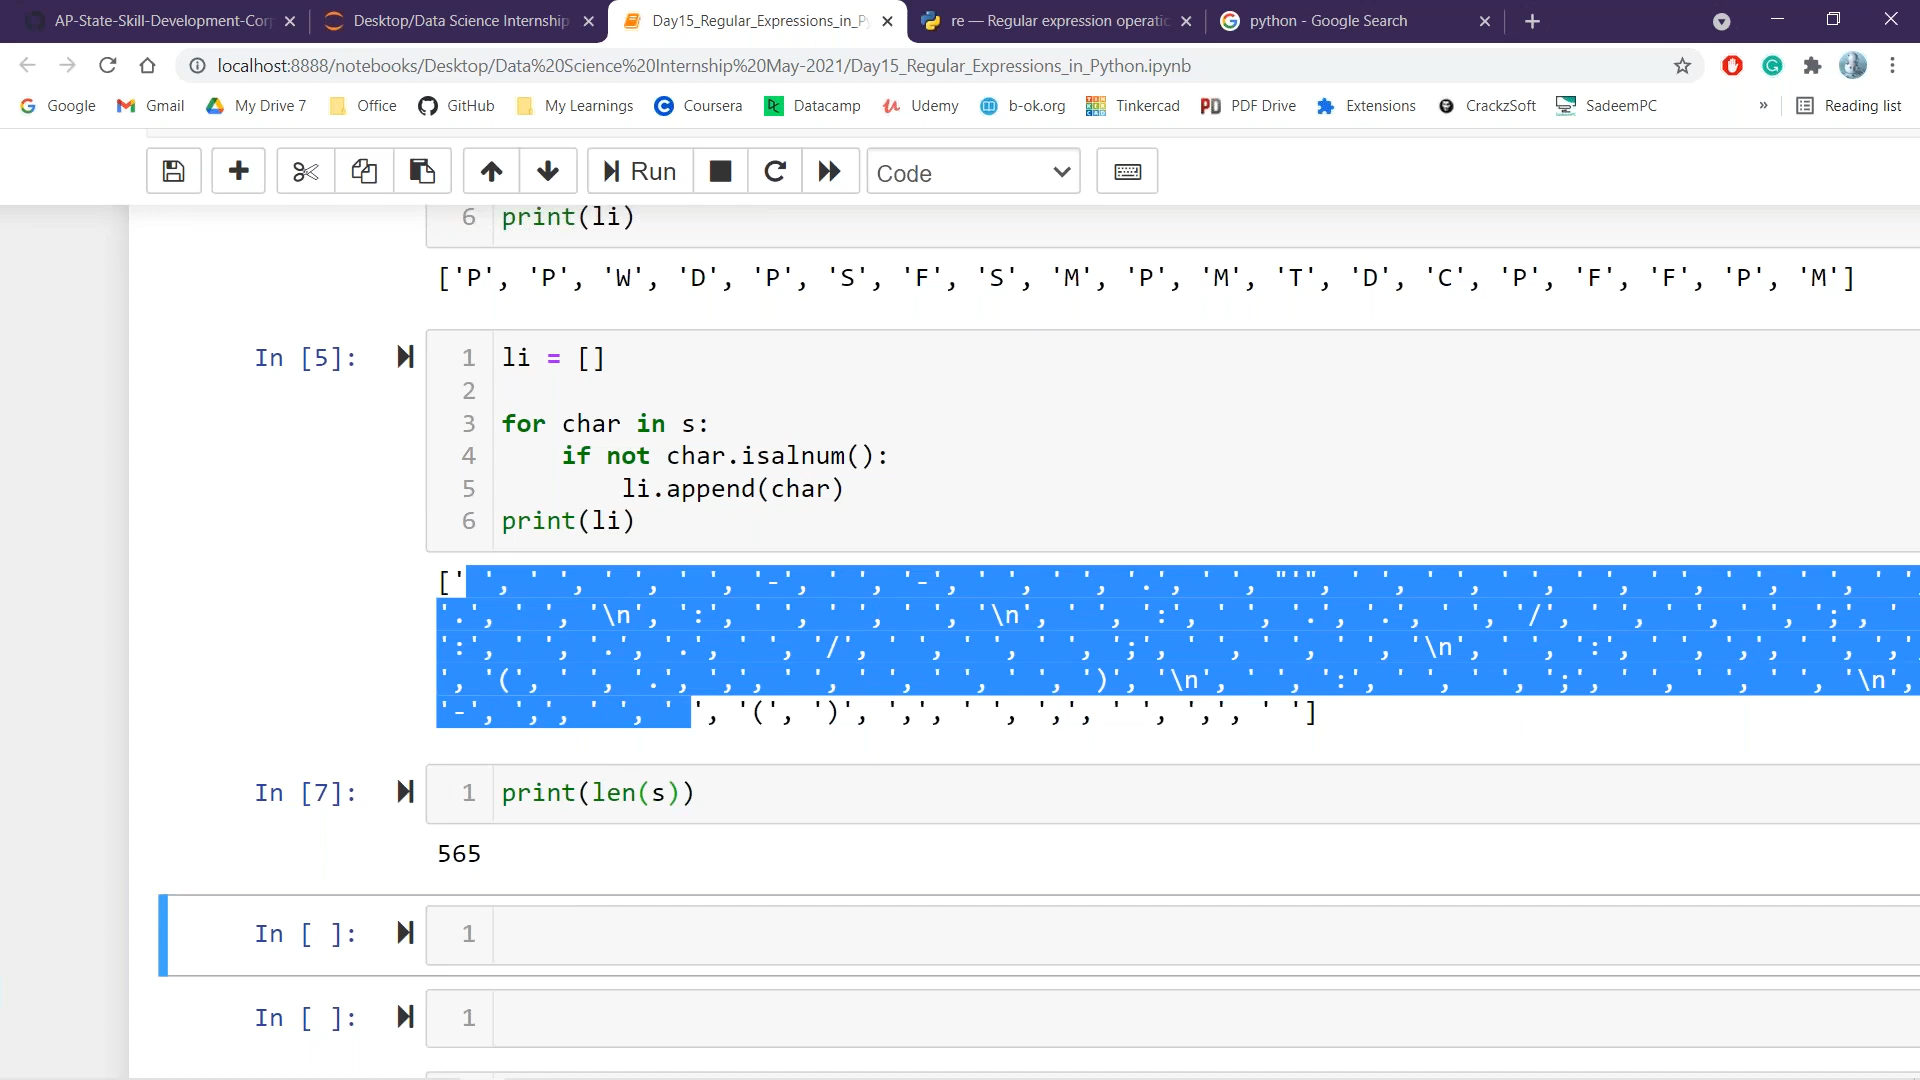 AP-State-Skill-Development-Corp
Desktop/Data Science Internship
Day15_Regular_Expressions_in_Py
re — Regular expression operatic
python - Google Search
localhost:8888/notebooks/Desktop/Data%20Science%20Internship%20May-2021/Day15_Regular_Expressions_in_Python.ipynb
Google Gmail My Drive 7 Office GitHub My Learnings Coursera Datacamp Udemy b-ok.org Tinkercad PDF Drive Extensions CrackzSoft SadeemPC » Reading list
Run Code
6 print(li)
['P', 'P', 'W', 'D', 'P', 'S', 'F', 'S', 'M', 'P', 'M', 'T', 'D', 'C', 'P', 'F', 'F', 'P', 'M']
In [5]: 1 li = []
2
3 for char in s:
4 if not char.isalnum():
5 li.append(char)
6 print(li)
[' ', ' ', ' ', ' ', '-', ' ', '-', ' ', ' ', '.', ' ', "'", ' ', ' ', ' ', ' ', ' ', ' ', ' ', ' '
'.', ' ', '\n', ':', ' ', ' ', ' ', '\n', ' ', ':', ' ', '.', '.', ' ', '/', ' ', ' ', ' ', ';', '
':', ' ', '.', '.', ' ', '/', ' ', ' ', ' ', ';', ' ', ' ', ' ', '\n', ' ', ':', ' ', ',', ' ', ','
', '(', ' ', '.', ',', ' ', ' ', ' ', ' ', ')', '\n', ' ', ':', ' ', ' ', ';', ' ', ' ', ' ', '\n',
'-', ',', ' ', ' ', '(', ')', ',', ' ', ',', ' ', ',', ' ']
In [7]: 1 print(len(s))
565
In [ ]: 1
In [ ]: 1